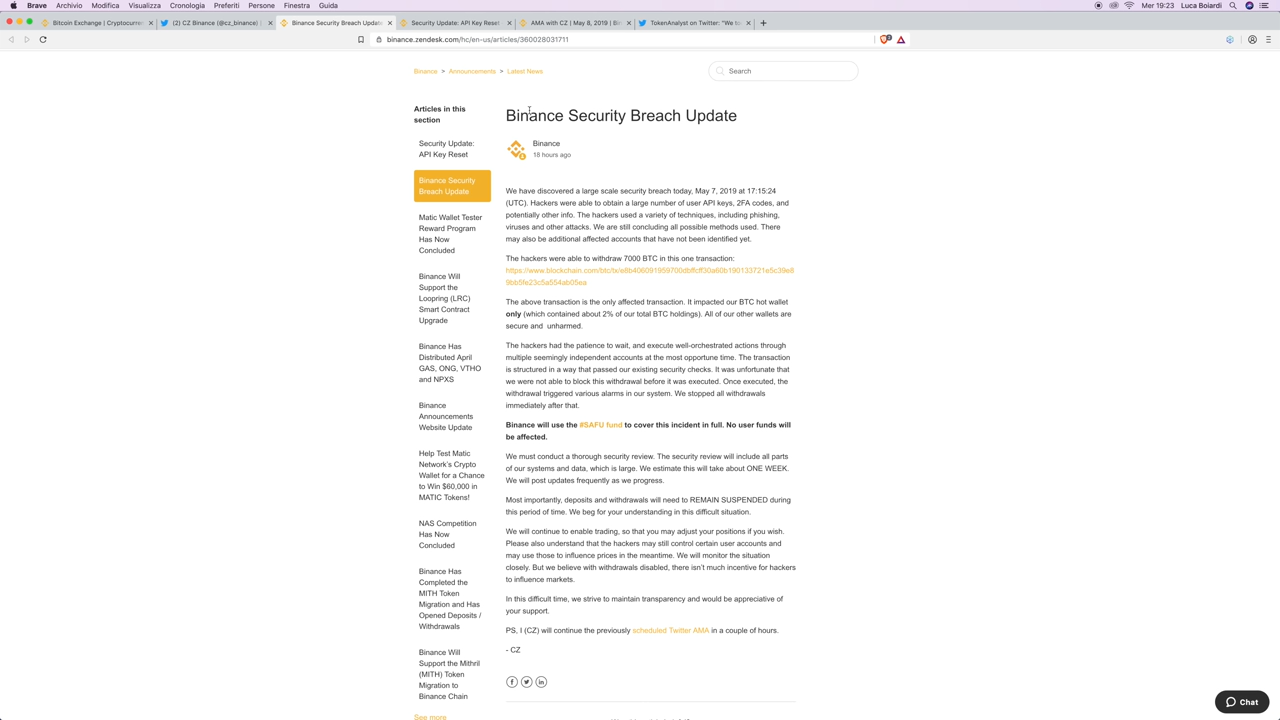 Brave Archivio Modifica Visualizza Cronologia Preferiti Persone Finestra Guida
Mer 19:23 Luca Boiardi
Bitcoin Exchange | Cryptocurre
(2) CZ Binance (@cz_binance) |
Binance Security Breach Update
Security Update: API Key Reset
AMA with CZ | May 8, 2019 | Bi
TokenAnalyst on Twitter: "We to
binance.zendesk.com/hc/en-us/articles/360028031711
Binance > Announcements > Latest News
Search
Articles in this
section
Security Update:
API Key Reset
Binance Security
Breach Update
Matic Wallet Tester
Reward Program
Has Now
Concluded
Binance Will
Support the
Loopring (LRC)
Smart Contract
Upgrade
Binance Has
Distributed April
GAS, ONG, VTHO
and NPXS
Binance
Announcements
Website Update
Help Test Matic
Network's Crypto
Wallet for a Chance
to Win $60,000 in
MATIC Tokens!
NAS Competition
Has Now
Concluded
Binance Has
Completed the
MITH Token
Migration and Has
Opened Deposits /
Withdrawals
Binance Will
Support the Mithril
(MITH) Token
Migration to
Binance Chain
See more
Binance Security Breach Update
Binance
18 hours ago
We have discovered a large scale security breach today, May 7, 2019 at 17:15:24
(UTC). Hackers were able to obtain a large number of user API keys, 2FA codes, and
potentially other info. The hackers used a variety of techniques, including phishing,
viruses and other attacks. We are still concluding all possible methods used. There
may also be additional affected accounts that have not been identified yet.
The hackers were able to withdraw 7000 BTC in this one transaction:
https://www.blockchain.com/btc/tx/e8b406091959700dbffcff30a60b190133721e5c39e8
9bb5fe23c5a554ab05ea
The above transaction is the only affected transaction. It impacted our BTC hot wallet
only (which contained about 2% of our total BTC holdings). All of our other wallets are
secure and unharmed.
The hackers had the patience to wait, and execute well-orchestrated actions through
multiple seemingly independent accounts at the most opportune time. The transaction
is structured in a way that passed our existing security checks. It was unfortunate that
we were not able to block this withdrawal before it was executed. Once executed, the
withdrawal triggered various alarms in our system. We stopped all withdrawals
immediately after that.
Binance will use the #SAFU fund to cover this incident in full. No user funds will
be affected.
We must conduct a thorough security review. The security review will include all parts
of our systems and data, which is large. We estimate this will take about ONE WEEK.
We will post updates frequently as we progress.
Most importantly, deposits and withdrawals will need to REMAIN SUSPENDED during
this period of time. We beg for your understanding in this difficult situation.
We will continue to enable trading, so that you may adjust your positions if you wish.
Please also understand that the hackers may still control certain user accounts and
may use those to influence prices in the meantime. We will monitor the situation
closely. But we believe with withdrawals disabled, there isn't much incentive for hackers
to influence markets.
In this difficult time, we strive to maintain transparency and would be appreciative of
your support.
PS, I (CZ) will continue the previously scheduled Twitter AMA in a couple of hours.
- CZ
Chat